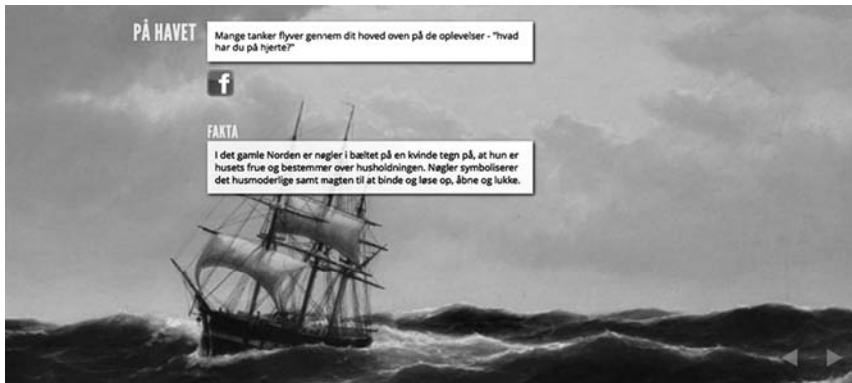 PÅ HAVET
Mange tanker flyver gennem dit hoved oven på de oplevelser - "hvad
har du på hjerte?"
f
FAKTA
I det gamle Norden er nøgler i bæltet på en kvinde tegn på, at hun er
husets frue og bestemmer over husholdningen. Nøgler symboliserer
det husmoderlige samt magten til at binde og løse op, åbne og lukke.